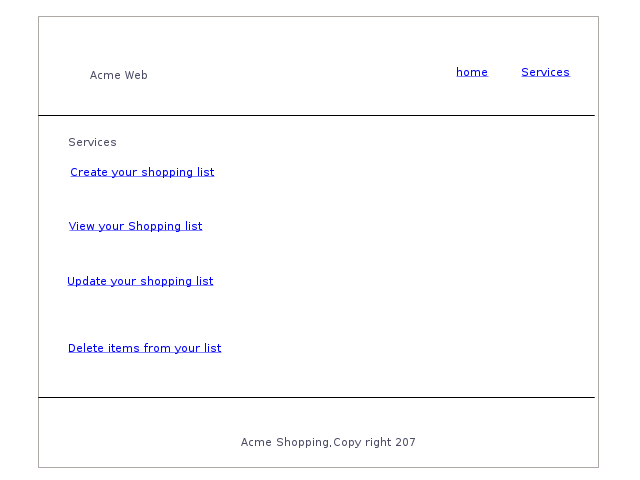 Acme Web
home Services
Services
Create your shopping list
View your Shopping list
Update your shopping list
Delete items from your list
Acme Shopping,Copy right 207